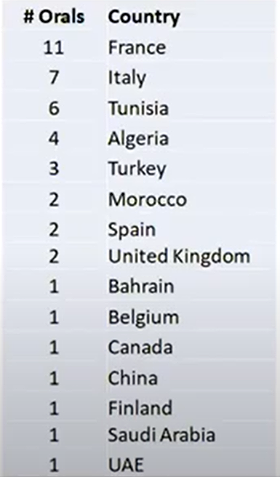 # Orals Country
11 France
7 Italy
6 Tunisia
4 Algeria
3 Turkey
2 Morocco
2 Spain
2 United Kingdom
1 Bahrain
1 Belgium
1 Canada
1 China
1 Finland
1 Saudi Arabia
1 UAE